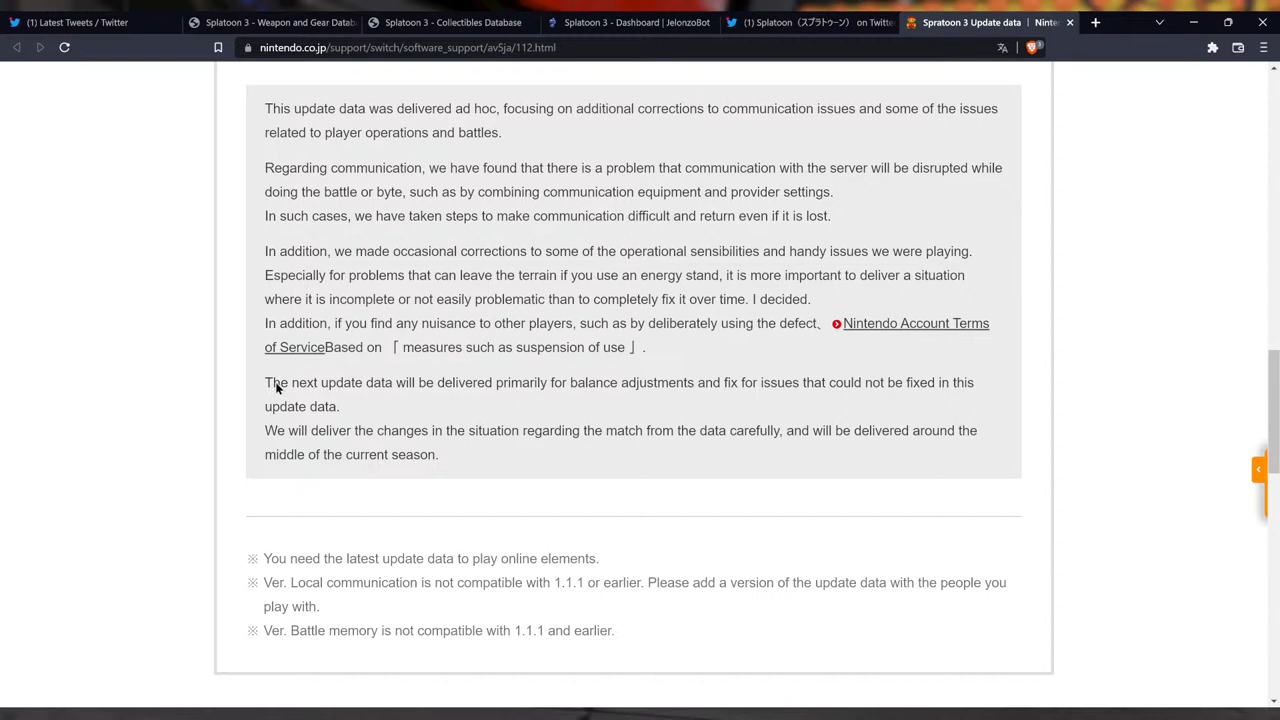 (1) Latest Tweets / Twitter
Splatoon 3 - Weapon and Gear Datab
Splatoon 3 - Collectibles Database
Splatoon 3 - Dashboard | JelonzoBot
Splatoon（スプラトゥーン） on Twitt
Spratoon 3 Update data ｜ Ninte
nintendo.co.jp/support/switch/software_support/av5ja/112.html
3
This update data was delivered ad hoc, focusing on additional corrections to communication issues and some of the issues
related to player operations and battles.
Regarding communication, we have found that there is a problem that communication with the server will be disrupted while
doing the battle or byte, such as by combining communication equipment and provider settings.
In such cases, we have taken steps to make communication difficult and return even if it is lost.
In addition, we made occasional corrections to some of the operational sensibilities and handy issues we were playing.
Especially for problems that can leave the terrain if you use an energy stand, it is more important to deliver a situation
where it is incomplete or not easily problematic than to completely fix it over time. I decided.
In addition, if you find any nuisance to other players, such as by deliberately using the defect、 Nintendo Account Terms
of ServiceBased on 「 measures such as suspension of use 」.
The next update data will be delivered primarily for balance adjustments and fix for issues that could not be fixed in this
update data.
We will deliver the changes in the situation regarding the match from the data carefully, and will be delivered around the
middle of the current season.
※ You need the latest update data to play online elements.
※ Ver. Local communication is not compatible with 1.1.1 or earlier. Please add a version of the update data with the people you
play with.
※ Ver. Battle memory is not compatible with 1.1.1 and earlier.